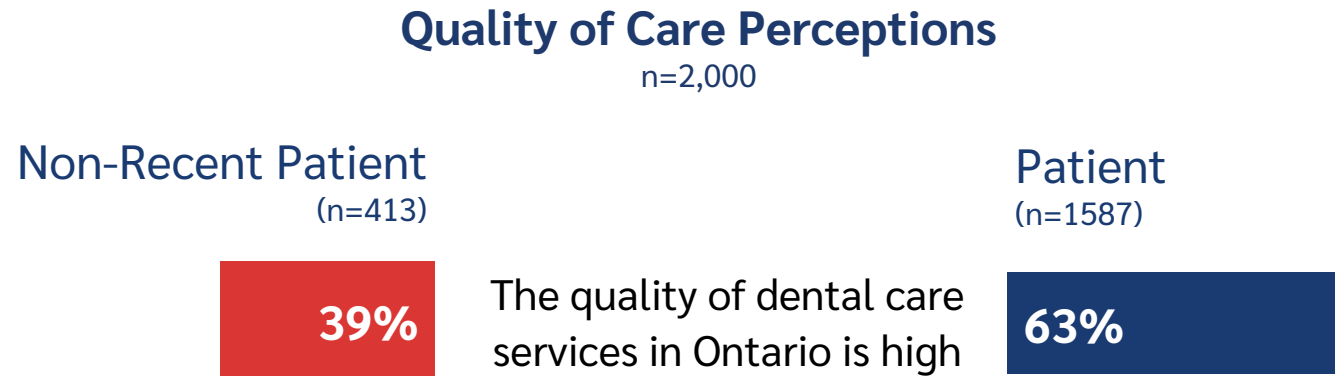 Quality of Care Perceptions
n=2,000
Non-Recent Patient
(n=413)
Patient
(n=1587)
39%
The quality of dental care
services in Ontario is high
63%